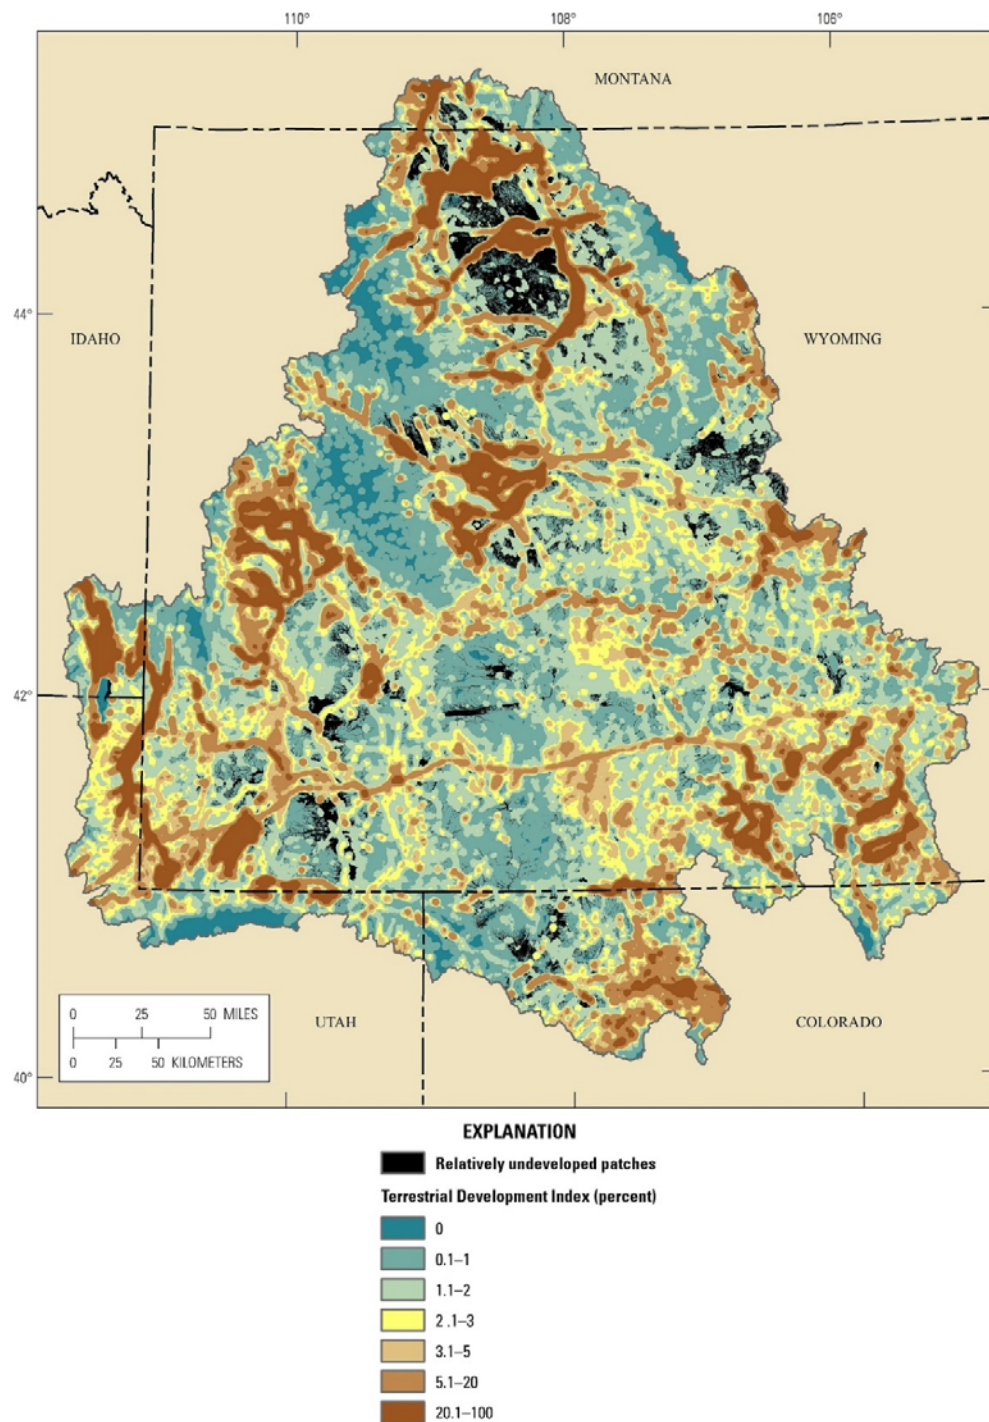 110° 108° 106°
MONTANA
44°
IDAHO WYOMING
42°
0 25 50 MILES
0 25 50 KILOMETERS
UTAH COLORADO
40°
EXPLANATION
Relatively undeveloped patches
Terrestrial Development Index (percent)
0
0.1–1
1.1–2
2 .1–3
3.1–5
5.1–20
20.1–100